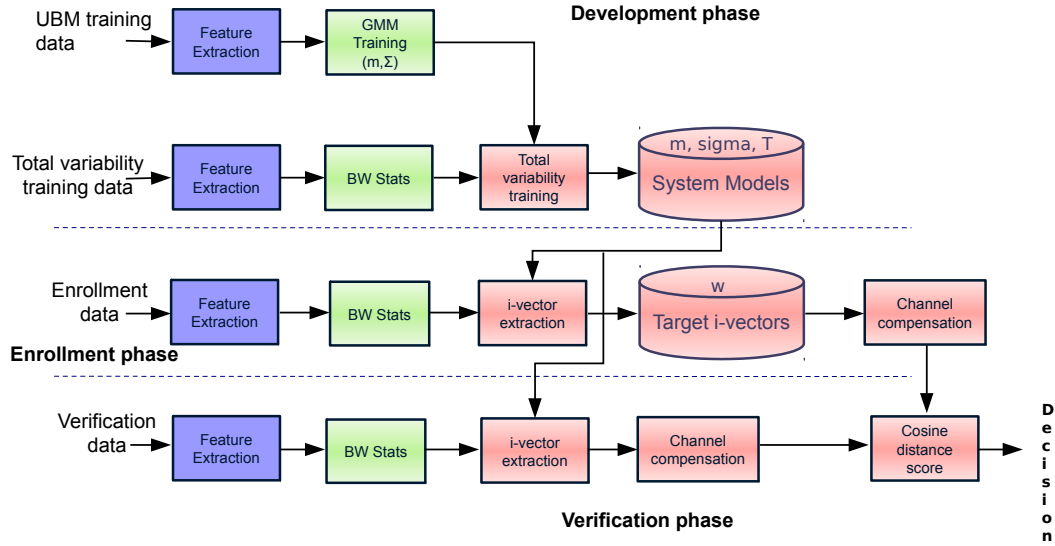 Development phase
UBM training
data
Feature
Extraction
GMM
Training
(m,Σ)
Total variability
training data
Feature
Extraction
BW Stats
Total
variability
training
m, sigma, T
System Models
Enrollment
data
Feature
Extraction
BW Stats
i-vector
extraction
w
Target i-vectors
Channel
compensation
Enrollment phase
Verification
data
Feature
Extraction
BW Stats
i-vector
extraction
Channel
compensation
Cosine
distance
score
Decision
Verification phase